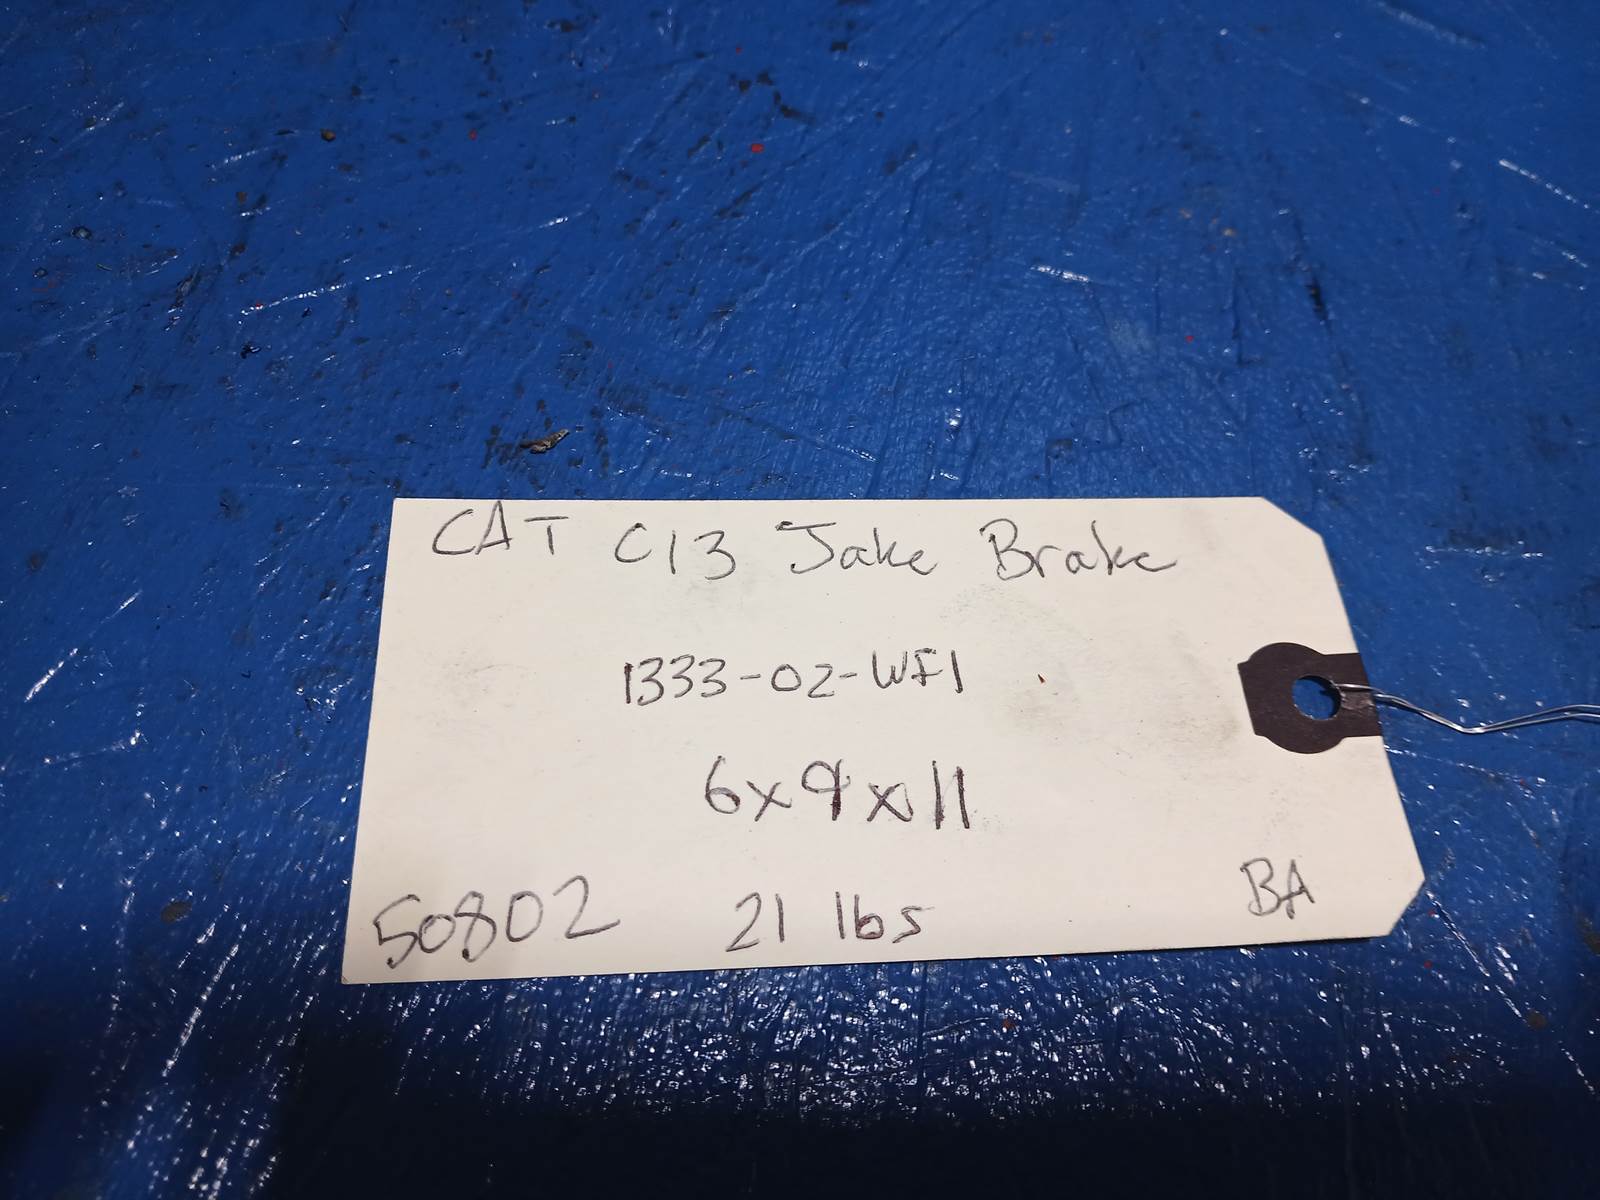 CAT C13 Jake Brake
1333-02-WF1
6x9x11
50802 21 lbs BA